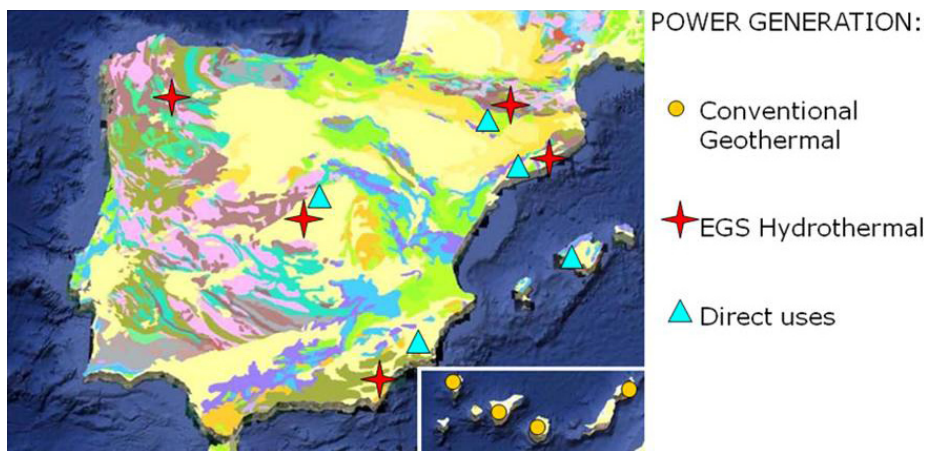 POWER GENERATION:
Conventional
Geothermal
EGS Hydrothermal
Direct uses